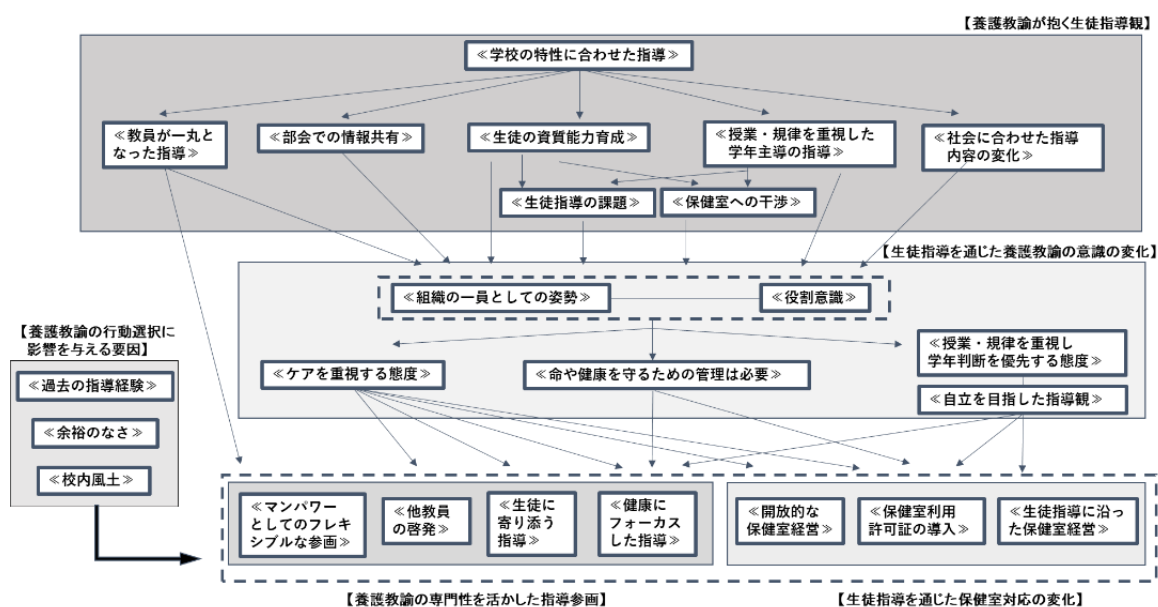 【養護教諭が抱く生徒指導観】
≪学校の特性に合わせた指導≫
≪教員が一丸と
なった指導≫
≪部会での情報共有≫
≪生徒の資質能力育成≫
≪授業・規律を重視した
学年主導の指導≫
≪社会に合わせた指導
内容の変化≫
≪生徒指導の課題≫
≪保健室への干渉≫
【生徒指導を通じた養護教諭の意識の変化】
≪組織の一員としての姿勢≫
≪役割意識≫
≪ケアを重視する態度≫
≪命や健康を守るための管理は必要≫
≪授業・規律を重視し
学年判断を優先する態度≫
≪自立を目指した指導観≫
【養護教諭の行動選択に
影響を与える要因】
≪過去の指導経験≫
≪余裕のなさ≫
≪校内風土≫
≪マンパワー
としてのフレキ
シブルな参画≫
≪他教員
の啓発≫
≪生徒に
寄り添う
指導≫
≪健康に
フォーカス
した指導≫
≪開放的な
保健室経営≫
≪保健室利用
許可証の導入≫
≪生徒指導に沿っ
た保健室経営≫
【養護教諭の専門性を活かした指導参画】
【生徒指導を通じた保健室対応の変化】